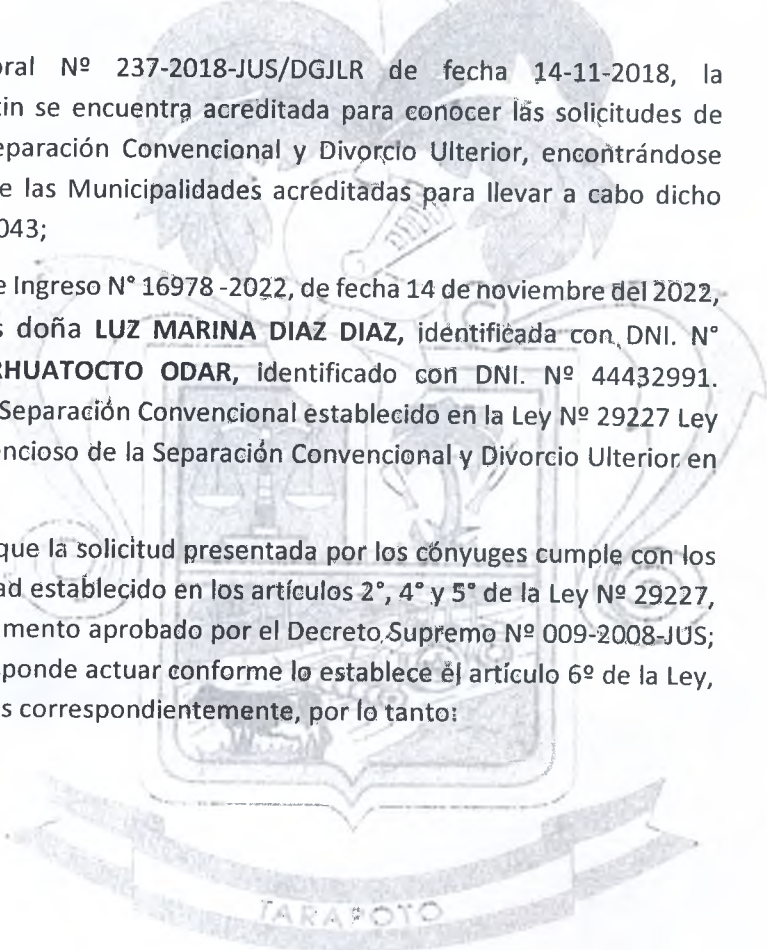 oral Nº 237-2018-JUS/DGJLR de fecha 14-11-2018, la
tin se encuentra acreditada para conocer las solicitudes de
eparación Convencional y Divorcio Ulterior, encontrándose
e las Municipalidades acreditadas para llevar a cabo dicho
043;
e Ingreso N° 16978 -2022, de fecha 14 de noviembre del 2022,
s doña LUZ MARINA DIAZ DIAZ, identificada con DNI. N°
RHUATOCTO ODAR, identificado con DNI. Nº 44432991.
Separación Convencional establecido en la Ley Nº 29227 Ley
encioso de la Separación Convencional y Divorcio Ulterior en
que la solicitud presentada por los cónyuges cumple con los
ad establecido en los artículos 2°, 4° y 5° de la Ley Nº 29227,
mento aprobado por el Decreto Supremo Nº 009-2008-JUS;
sponde actuar conforme lo establece el artículo 6º de la Ley,
s correspondientemente, por lo tanto:
TARAPOTO